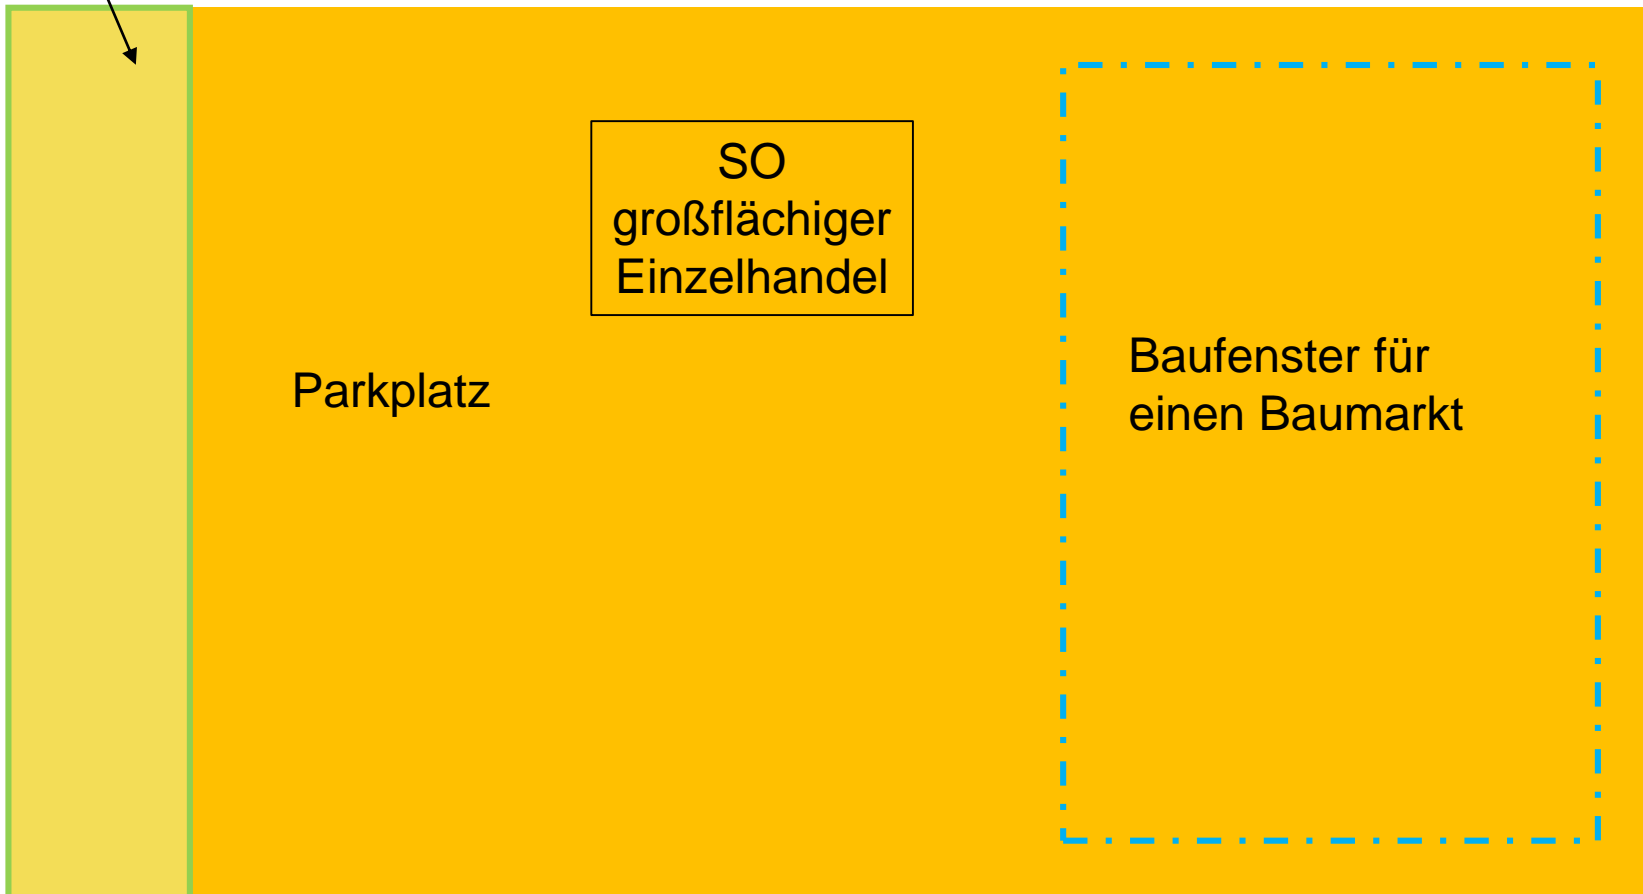 SO
großflächiger
Einzelhandel
Parkplatz
Baufenster für
einen Baumarkt